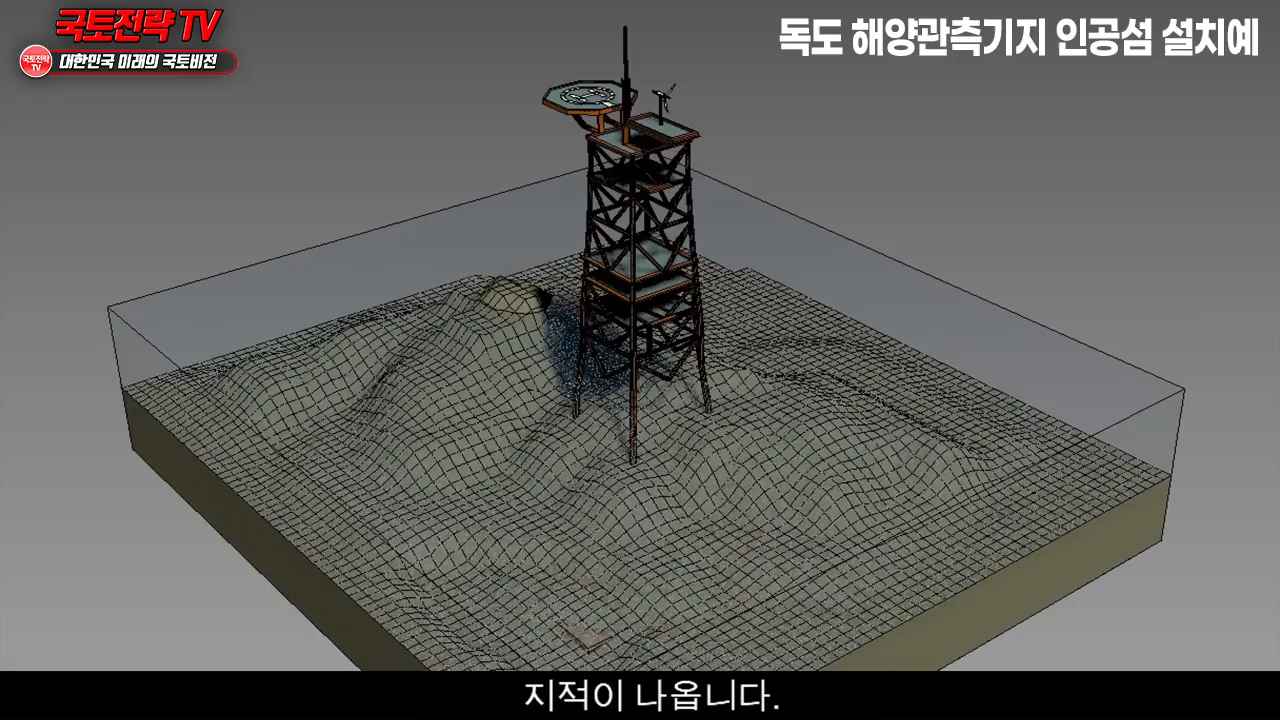 국토전략 TV
국토전략
TV
대한민국 미래의 국토비전
독도 해양관측기지 인공섬 설치예
지적이 나옵니다.